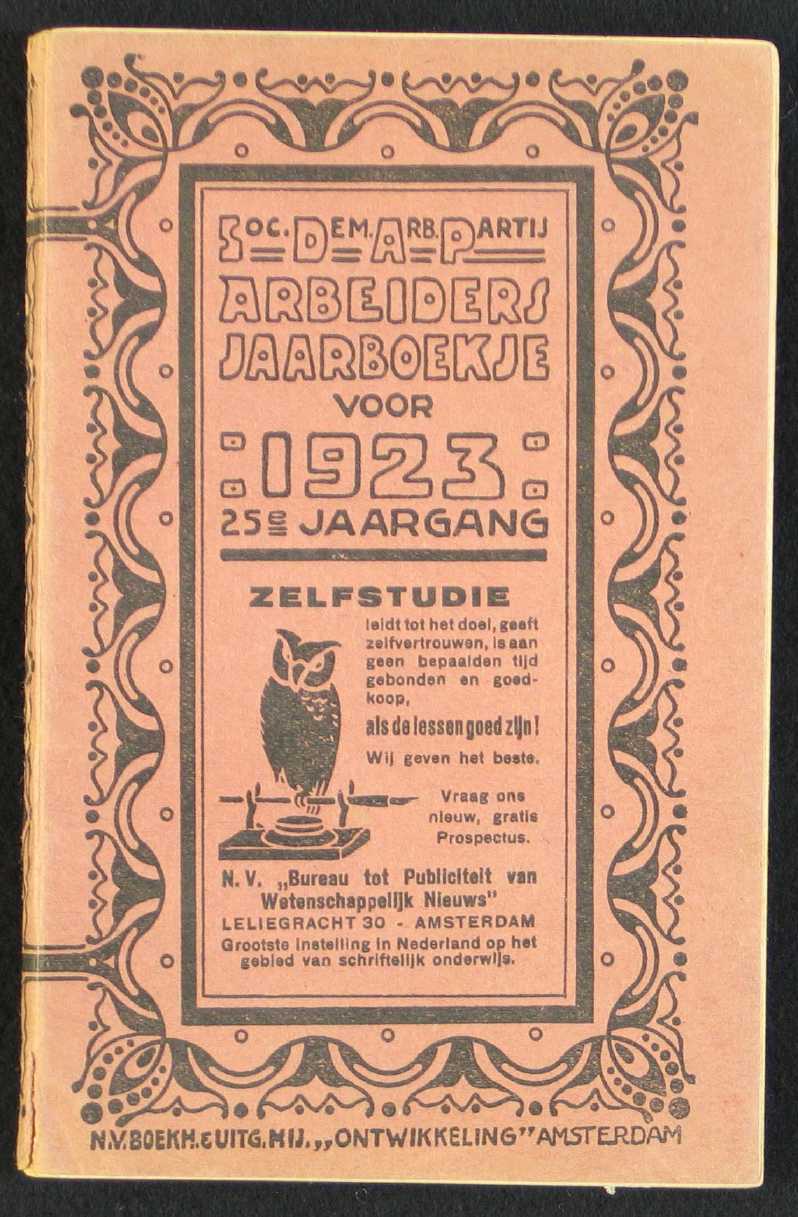 Soc. Dem. Arb. Partij
ARBEIDERS
JAARBOEKJE
VOOR
1923
25e JAARGANG
ZELFSTUDIE
leidt tot het doel, geeft
zelfvertrouwen, is aan
geen bepaalden tijd
gebonden en goed-
koop,
als de lessen goed zijn!
Wij geven het beste.
Vraag ons
nieuw, gratis
Prospectus.
N.V. „Bureau tot Publiciteit van
Wetenschappelijk Nieuws"
LELIEGRACHT 30 - AMSTERDAM
Grootste Instelling in Nederland op het
gebied van schriftelijk onderwijs.
N.V. BOEKH. & UITG. MIJ. „ONTWIKKELING" AMSTERDAM